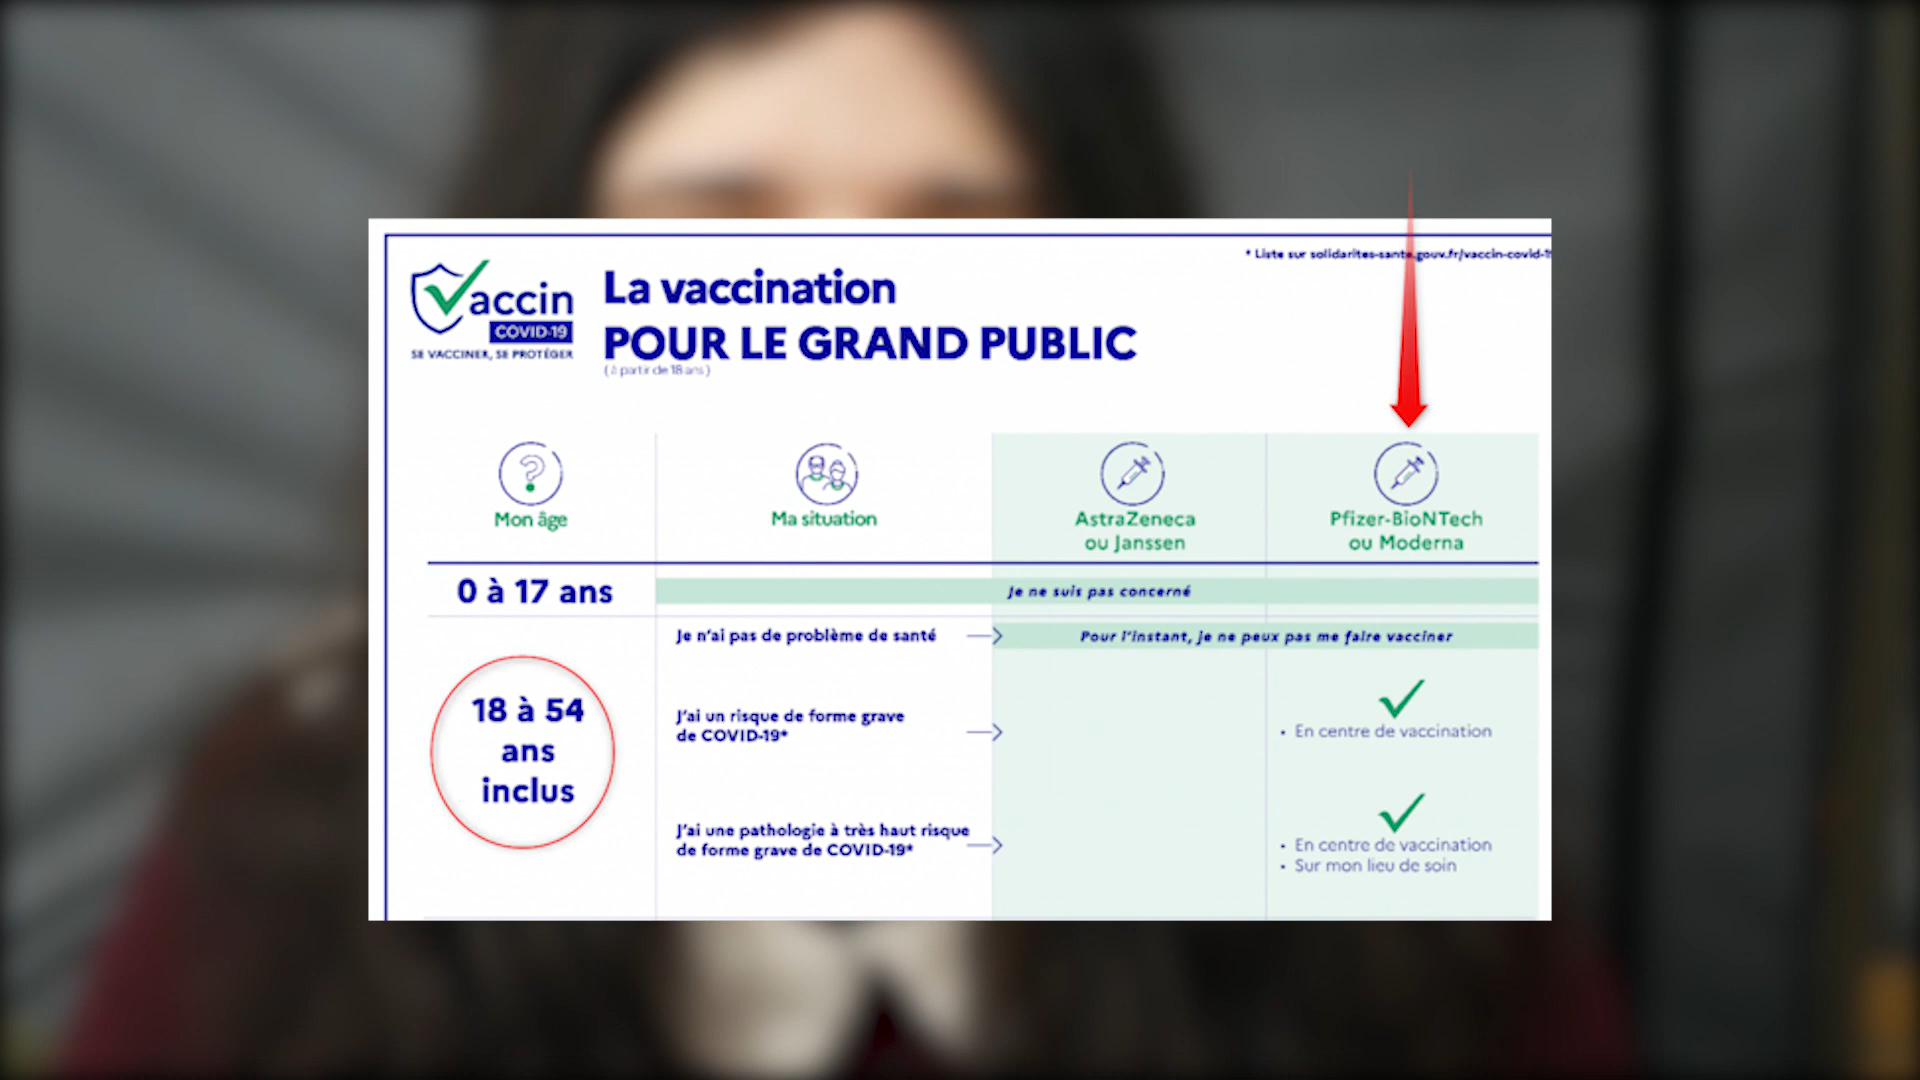 * Liste sur solidarites-sante.gouv.fr/vaccin-covid-1
Vaccin
COVID-19
SE VACCINER, SE PROTÉGER
La vaccination
POUR LE GRAND PUBLIC
(à partir de 18 ans)
Mon âge
Ma situation
AstraZeneca
ou Janssen
Pfizer-BioNTech
ou Moderna
0 à 17 ans
Je ne suis pas concerné
Je n'ai pas de problème de santé
Pour l'instant, je ne peux pas me faire vacciner
18 à 54
ans
inclus
J'ai un risque de forme grave
de COVID-19*
• En centre de vaccination
J'ai une pathologie à très haut risque
de forme grave de COVID-19*
• En centre de vaccination
• Sur mon lieu de soin